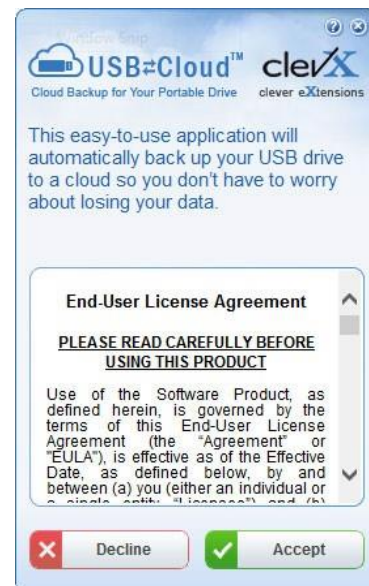 Window Snip
USB⇄Cloud™
clevX
Cloud Backup for Your Portable Drive
clever eXtensions
This easy-to-use application will
automatically back up your USB drive
to a cloud so you don't have to worry
about losing your data.
End-User License Agreement
PLEASE READ CAREFULLY BEFORE
USING THIS PRODUCT
Use of the Software Product, as
defined herein, is governed by the
terms of this End-User License
Agreement (the "Agreement" or
"EULA"), is effective as of the Effective
Date, as defined below, by and
between (a) you (either an individual or
a single entity "Licensee") and (b)
Decline
Accept